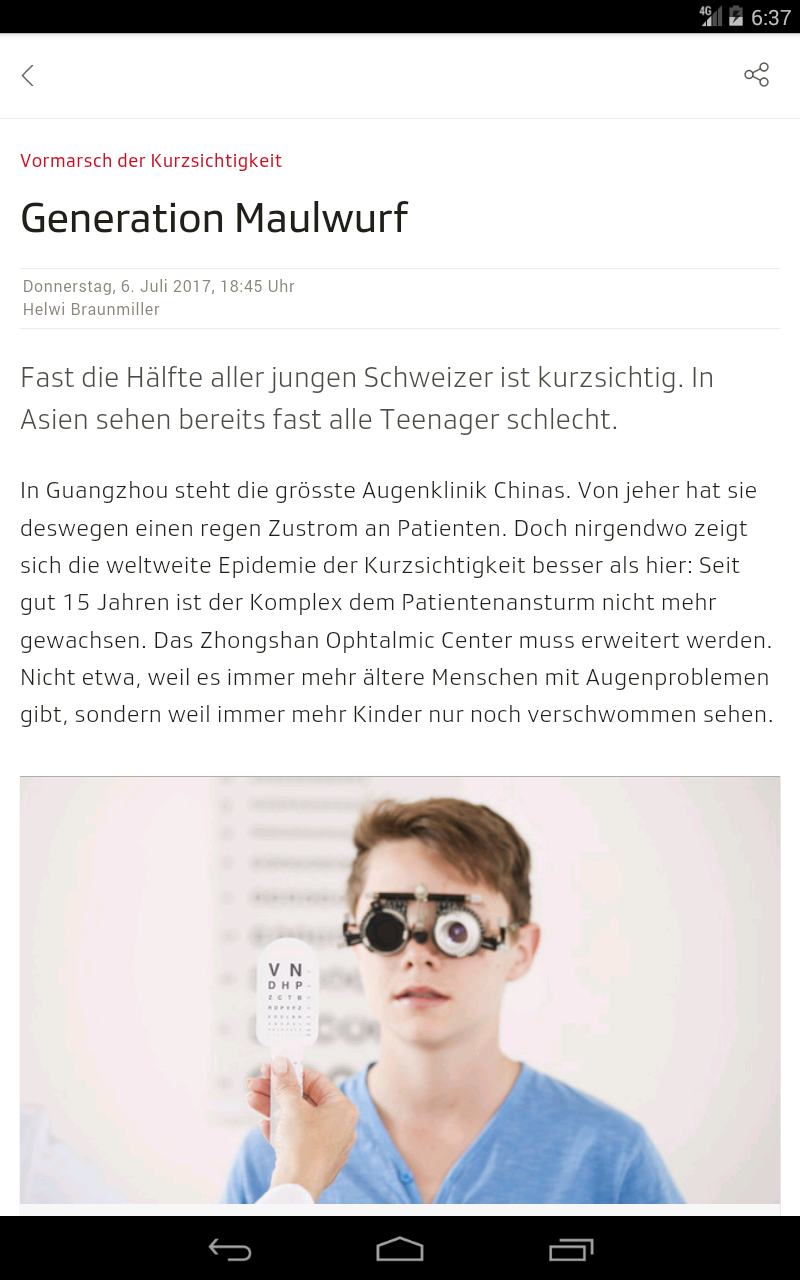 4G 6:37
Vormarsch der Kurzsichtigkeit
Generation Maulwurf
Donnerstag, 6. Juli 2017, 18:45 Uhr
Helwi Braunmiller
Fast die Hälfte aller jungen Schweizer ist kurzsichtig. In
Asien sehen bereits fast alle Teenager schlecht.
In Guangzhou steht die grösste Augenklinik Chinas. Von jeher hat sie
deswegen einen regen Zustrom an Patienten. Doch nirgendwo zeigt
sich die weltweite Epidemie der Kurzsichtigkeit besser als hier: Seit
gut 15 Jahren ist der Komplex dem Patientenansturm nicht mehr
gewachsen. Das Zhongshan Ophtalmic Center muss erweitert werden.
Nicht etwa, weil es immer mehr ältere Menschen mit Augenproblemen
gibt, sondern weil immer mehr Kinder nur noch verschwommen sehen.
V N
D H P
Z C T B